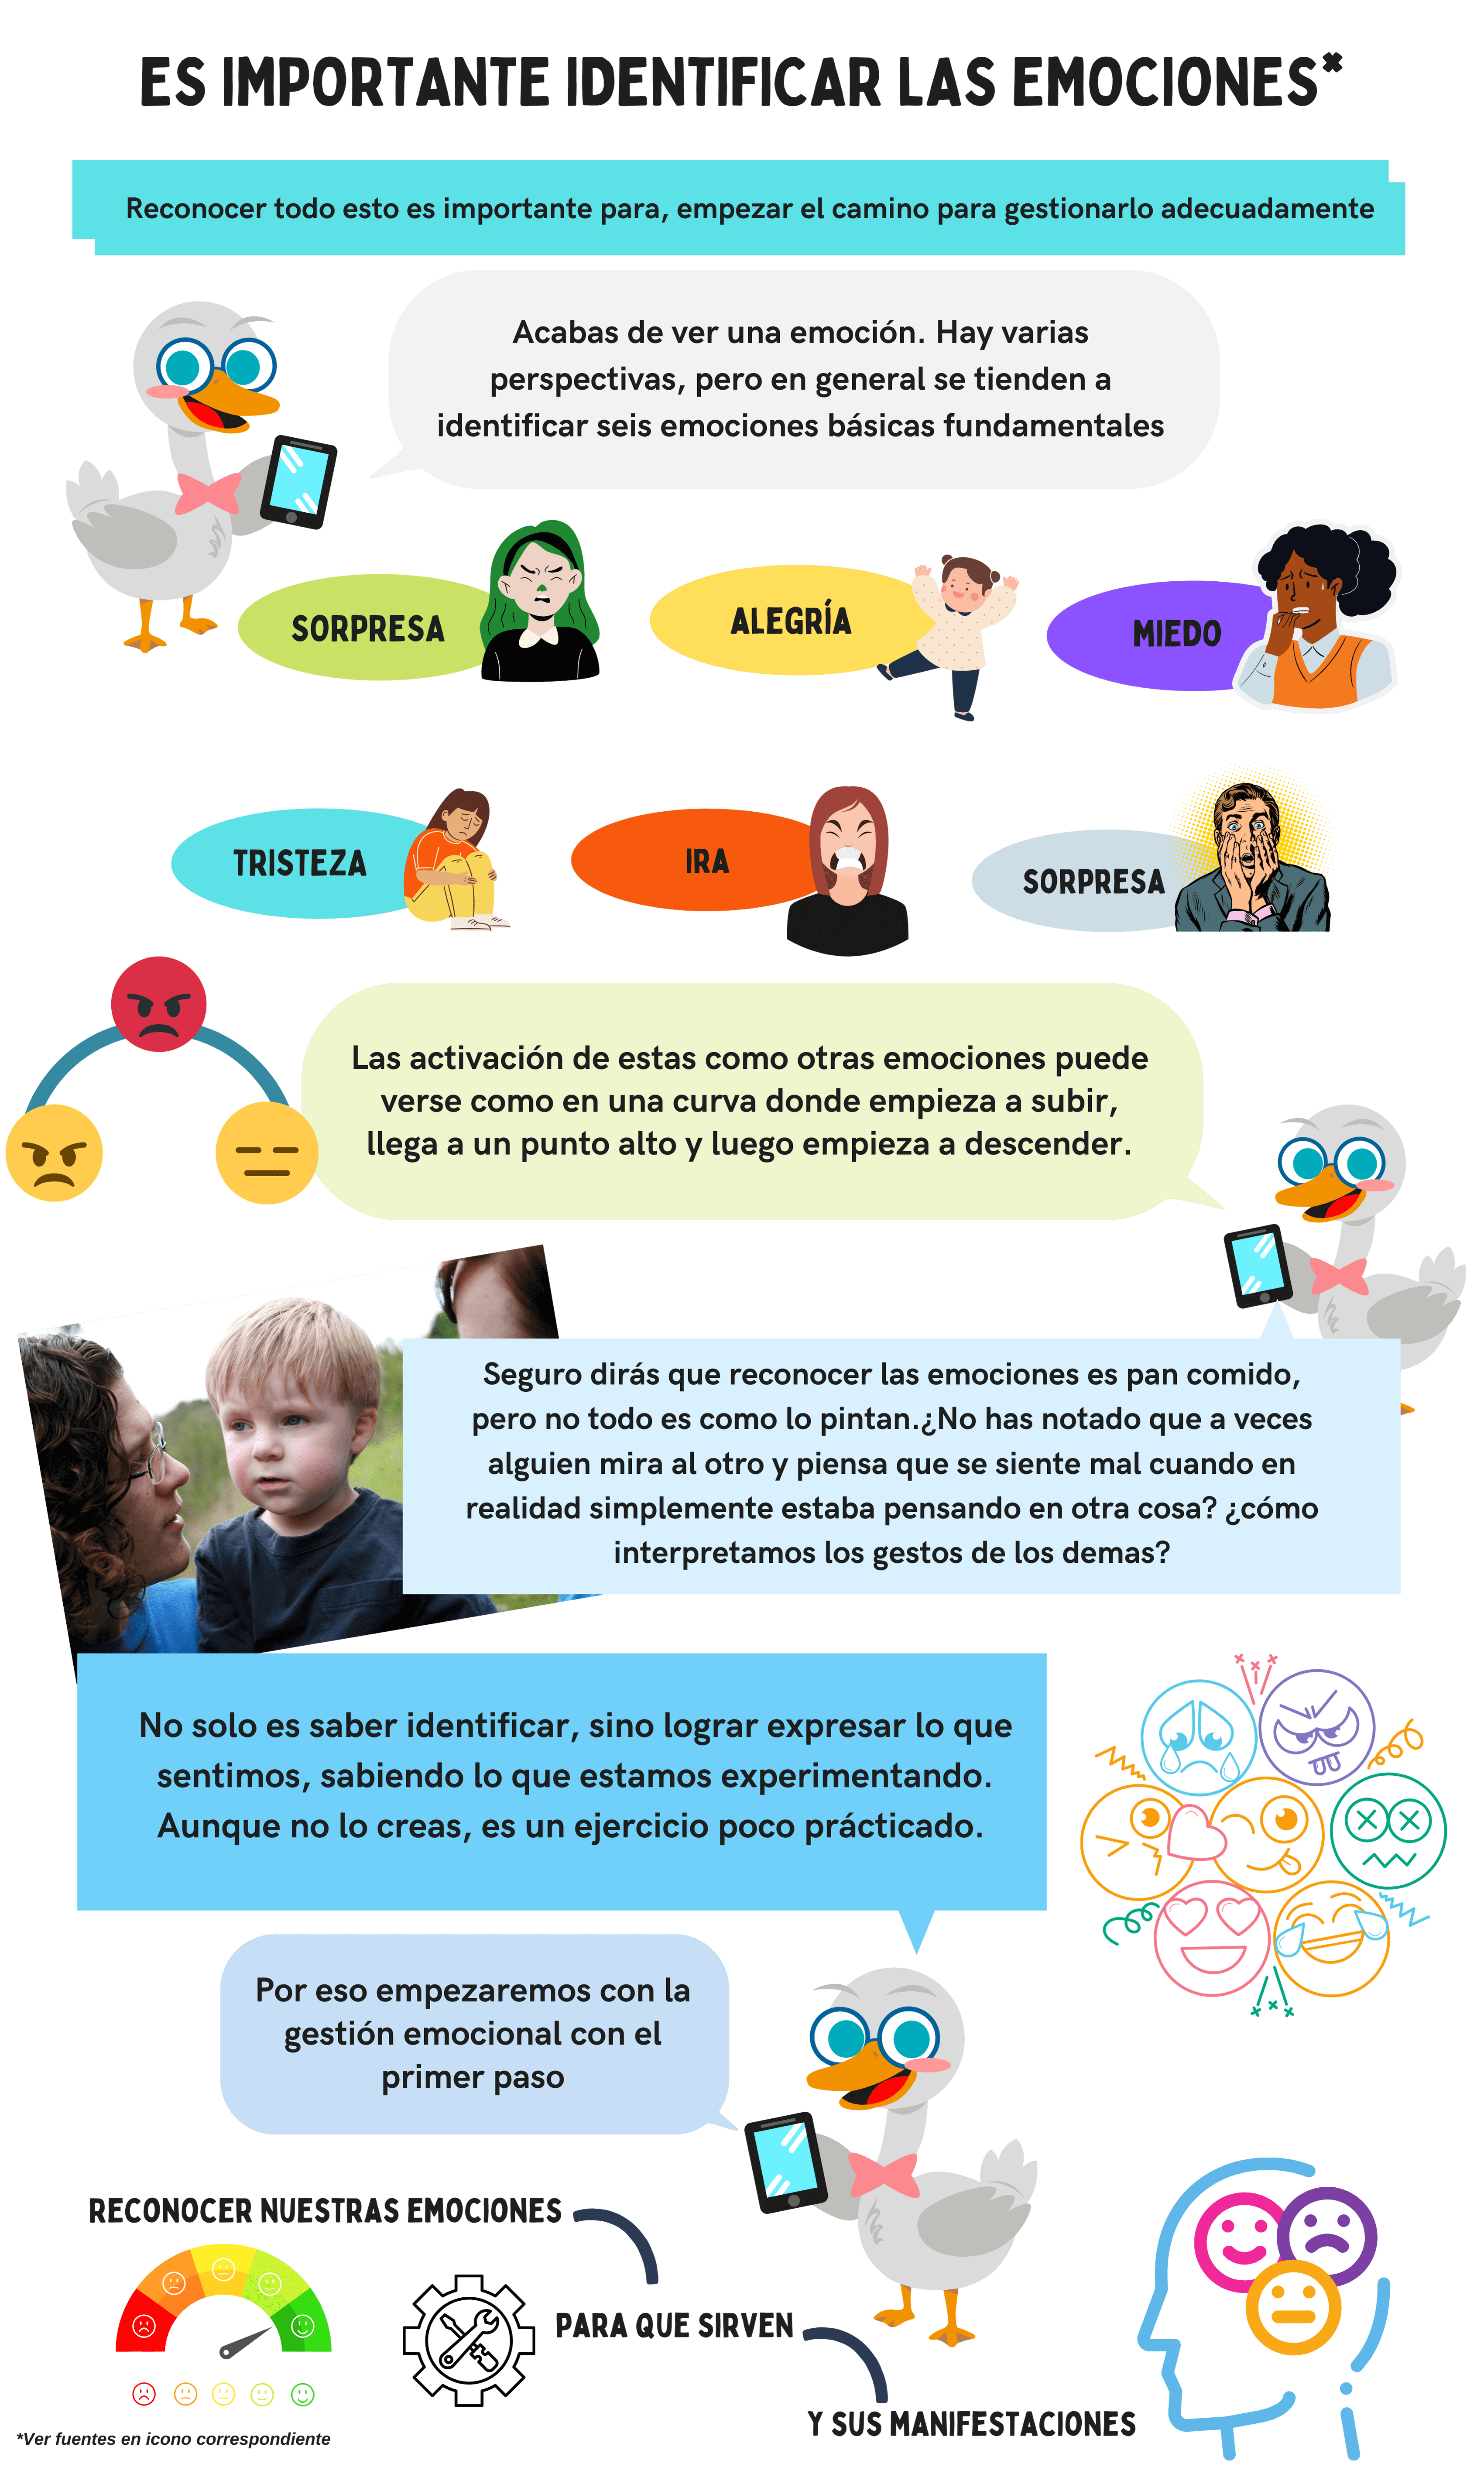 ES IMPORTANTE IDENTIFICAR LAS EMOCIONES*
Reconocer todo esto es importante para, empezar el camino para gestionarlo adecuadamente
Acabas de ver una emoción. Hay varias
perspectivas, pero en general se tienden a
identificar seis emociones básicas fundamentales
SORPRESA
ALEGRÍA
MIEDO
TRISTEZA
IRA
SORPRESA
Las activación de estas como otras emociones puede
verse como en una curva donde empieza a subir,
llega a un punto alto y luego empieza a descender.
Seguro dirás que reconocer las emociones es pan comido,
pero no todo es como lo pintan.¿No has notado que a veces
alguien mira al otro y piensa que se siente mal cuando en
realidad simplemente estaba pensando en otra cosa? ¿cómo
interpretamos los gestos de los demas?
No solo es saber identificar, sino lograr expresar lo que
sentimos, sabiendo lo que estamos experimentando.
Aunque no lo creas, es un ejercicio poco prácticado.
Por eso empezaremos con la
gestión emocional con el
primer paso
RECONOCER NUESTRAS EMOCIONES
PARA QUE SIRVEN
Y SUS MANIFESTACIONES
*Ver fuentes en icono correspondiente